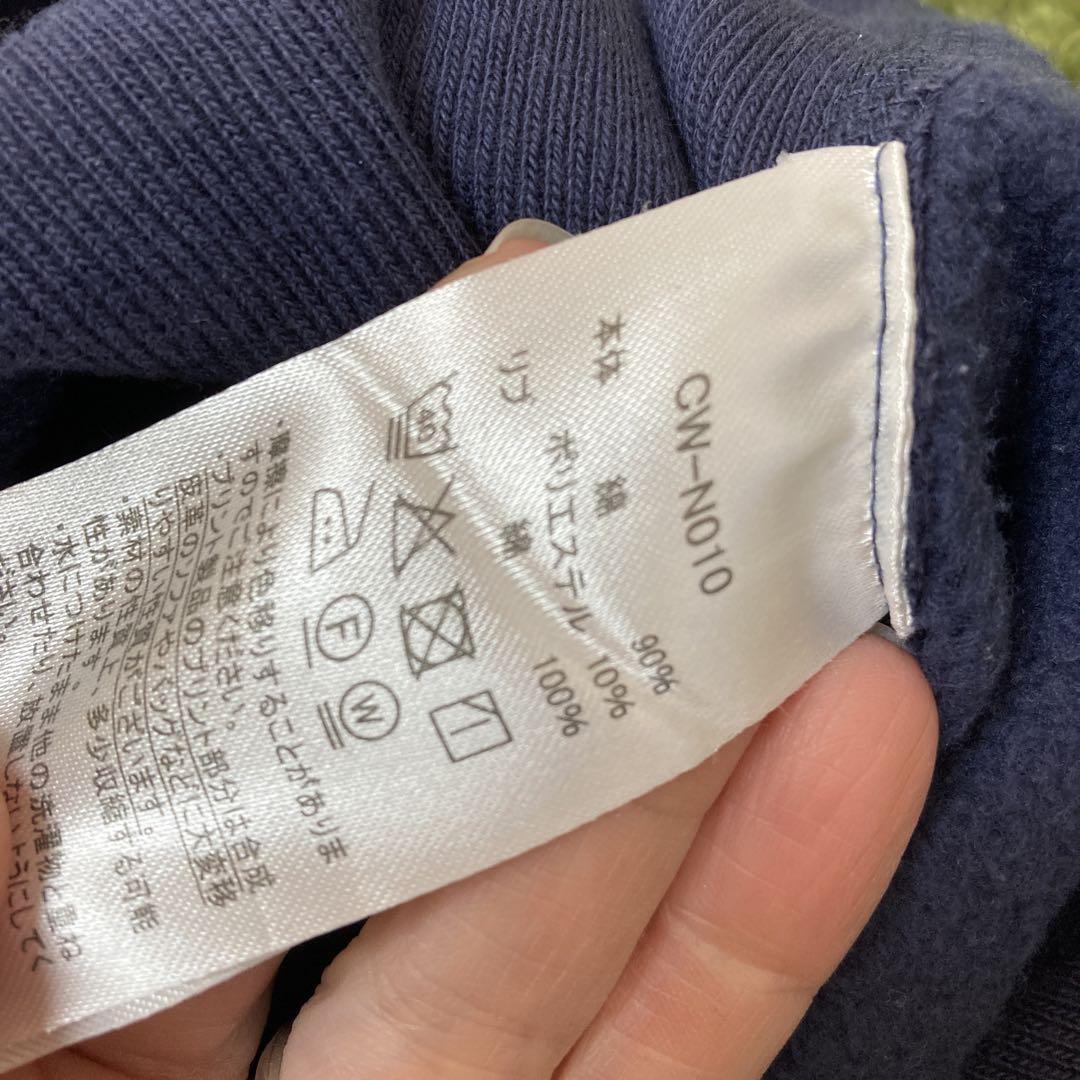 CW-N010
本体 綿 90%
ポリエステル 10%
リブ 綿 100%
40
F
W
・摩擦により色移りすることがありま
すのでご注意ください。
・プリント製品のプリント部分は合成
皮革のソファやバッグなどに大変移
りやすい性質がございます。
・素材の性質上、多少収縮する可能
性があります。
・水につけたまま他の洗濯物と重ね
合わせたり、放置しないようにしてく
ださい。